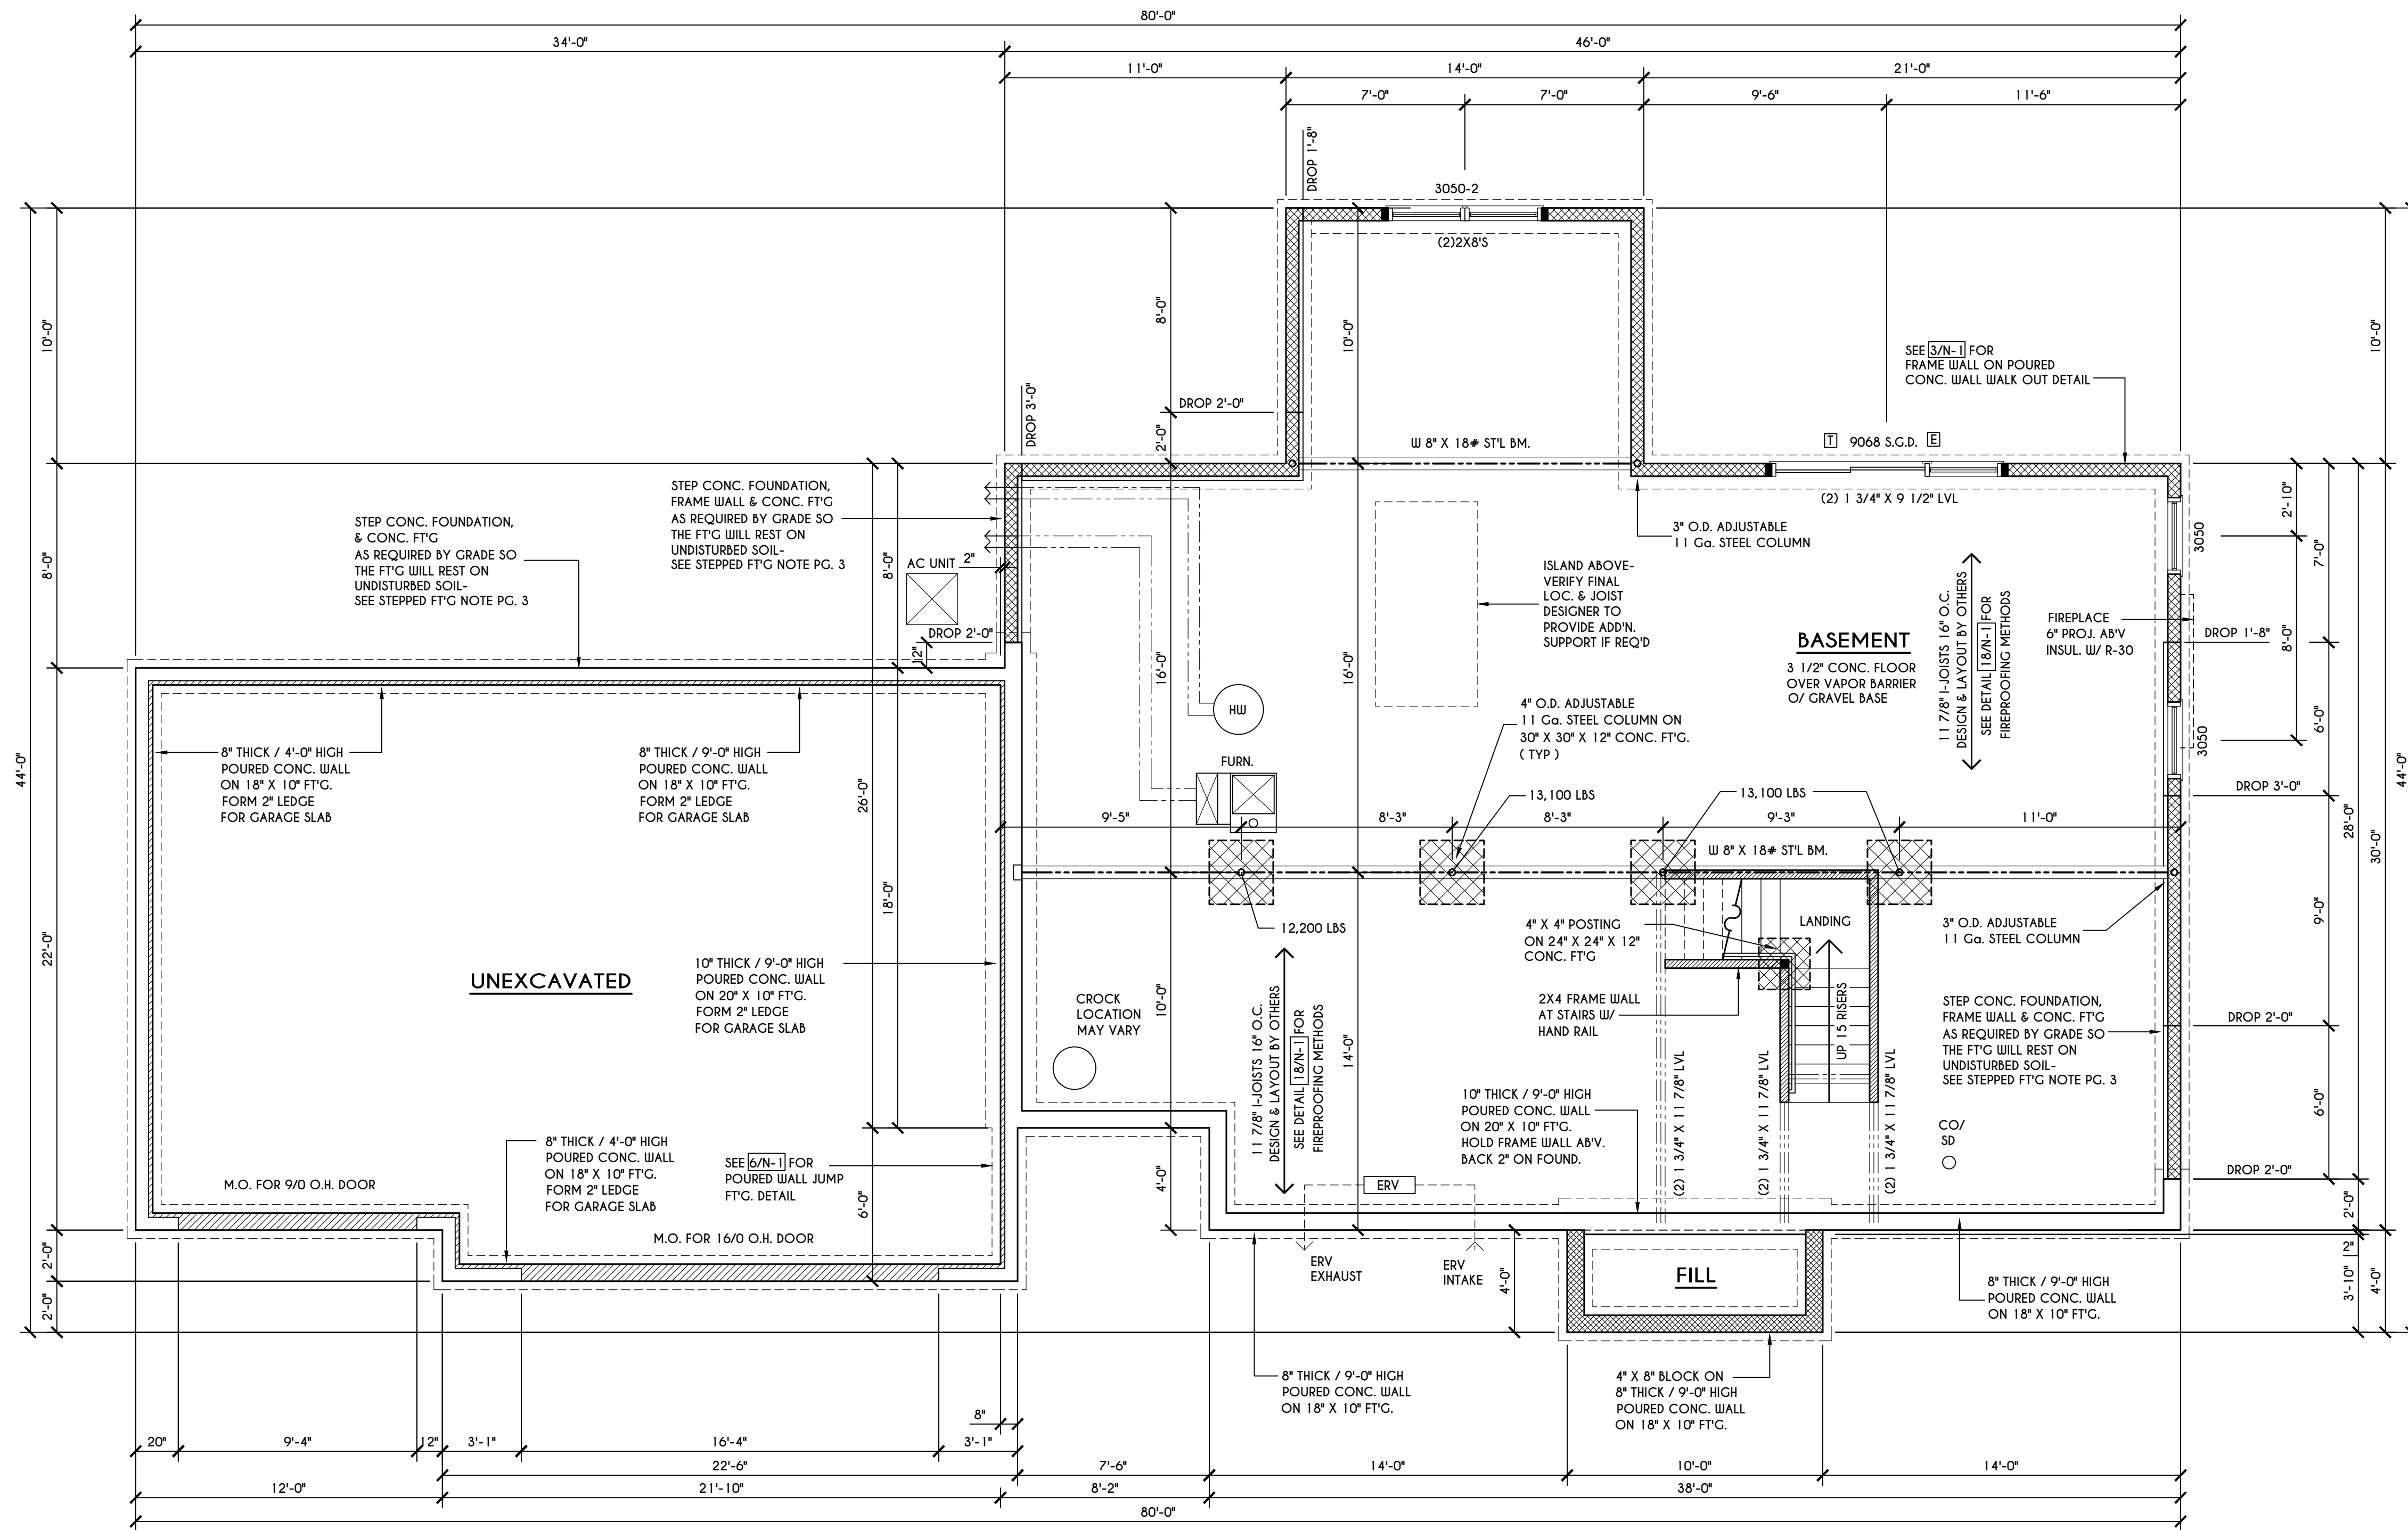 80'-0"
34'-0"
46'-0"
11'-0"
14'-0"
21'-0"
7'-0"
7'-0"
9'-6"
11'-6"
DROP 1'-8"
3050-2
(2)2X8'S
10'-0"
8'-0"
10'-0"
10'-0"
SEE 3/N-1 FOR
FRAME WALL ON POURED
CONC. WALL WALK OUT DETAIL
DROP 3'-0"
DROP 2'-0"
2'-0"
W 8" X 18# ST'L BM.
T 9068 S.G.D. E
(2) 1 3/4" X 9 1/2" LVL
STEP CONC. FOUNDATION,
FRAME WALL & CONC. FT'G
AS REQUIRED BY GRADE SO
THE FT'G WILL REST ON
UNDISTURBED SOIL-
SEE STEPPED FT'G NOTE PG. 3
STEP CONC. FOUNDATION,
& CONC. FT'G
AS REQUIRED BY GRADE SO
THE FT'G WILL REST ON
UNDISTURBED SOIL-
SEE STEPPED FT'G NOTE PG. 3
8'-0"
8'-0"
AC UNIT
2"
DROP 2'-0"
12"
3" O.D. ADJUSTABLE
11 Ga. STEEL COLUMN
ISLAND ABOVE-
VERIFY FINAL
LOC. & JOIST
DESIGNER TO
PROVIDE ADD'N.
SUPPORT IF REQ'D
BASEMENT
3 1/2" CONC. FLOOR
OVER VAPOR BARRIER
O/ GRAVEL BASE
11 7/8" I-JOISTS 16" O.C.
DESIGN & LAYOUT BY OTHERS
SEE DETAIL 18/N-1 FOR
FIREPROOFING METHODS
FIREPLACE
6" PROJ. AB'V
INSUL. W/ R-30
3050
3050
2'-10"
7'-0"
DROP 1'-8"
8'-0"
6'-0"
DROP 3'-0"
28'-0"
30'-0"
44'-0"
44'-0"
16'-0"
16'-0"
HW
FURN.
4" O.D. ADJUSTABLE
11 Ga. STEEL COLUMN ON
30" X 30" X 12" CONC. FT'G.
( TYP )
13,100 LBS
13,100 LBS
8" THICK / 4'-0" HIGH
POURED CONC. WALL
ON 18" X 10" FT'G.
FORM 2" LEDGE
FOR GARAGE SLAB
8" THICK / 9'-0" HIGH
POURED CONC. WALL
ON 18" X 10" FT'G.
FORM 2" LEDGE
FOR GARAGE SLAB
26'-0"
18'-0"
22'-0"
9'-5"
8'-3"
8'-3"
9'-3"
11'-0"
W 8" X 18# ST'L BM.
12,200 LBS
4" X 4" POSTING
ON 24" X 24" X 12"
CONC. FT'G
LANDING
3" O.D. ADJUSTABLE
11 Ga. STEEL COLUMN
9'-0"
UNEXCAVATED
10" THICK / 9'-0" HIGH
POURED CONC. WALL
ON 20" X 10" FT'G.
FORM 2" LEDGE
FOR GARAGE SLAB
CROCK
LOCATION
MAY VARY
10'-0"
14'-0"
11 7/8" I-JOISTS 16" O.C.
DESIGN & LAYOUT BY OTHERS
SEE DETAIL 18/N-1 FOR
FIREPROOFING METHODS
2X4 FRAME WALL
AT STAIRS W/
HAND RAIL
UP 15 RISERS
(2) 1 3/4" X 11 7/8" LVL
(2) 1 3/4" X 11 7/8" LVL
(2) 1 3/4" X 11 7/8" LVL
STEP CONC. FOUNDATION,
FRAME WALL & CONC. FT'G
AS REQUIRED BY GRADE SO
THE FT'G WILL REST ON
UNDISTURBED SOIL-
SEE STEPPED FT'G NOTE PG. 3
DROP 2'-0"
6'-0"
CO/
SD
DROP 2'-0"
10" THICK / 9'-0" HIGH
POURED CONC. WALL
ON 20" X 10" FT'G.
HOLD FRAME WALL AB'V.
BACK 2" ON FOUND.
8" THICK / 4'-0" HIGH
POURED CONC. WALL
ON 18" X 10" FT'G.
FORM 2" LEDGE
FOR GARAGE SLAB
SEE 6/N-1 FOR
POURED WALL JUMP
FT'G. DETAIL
M.O. FOR 9/0 O.H. DOOR
M.O. FOR 16/0 O.H. DOOR
6'-0"
4'-0"
ERV
ERV
EXHAUST
ERV
INTAKE
4'-0"
FILL
2'-0"
2'-0"
2'-0"
2"
3'-10"
4'-0"
8" THICK / 9'-0" HIGH
POURED CONC. WALL
ON 18" X 10" FT'G.
8" THICK / 9'-0" HIGH
POURED CONC. WALL
ON 18" X 10" FT'G.
4" X 8" BLOCK ON
8" THICK / 9'-0" HIGH
POURED CONC. WALL
ON 18" X 10" FT'G.
8"
20"
9'-4"
12"
3'-1"
16'-4"
3'-1"
22'-6"
7'-6"
14'-0"
10'-0"
14'-0"
12'-0"
21'-10"
8'-2"
38'-0"
80'-0"